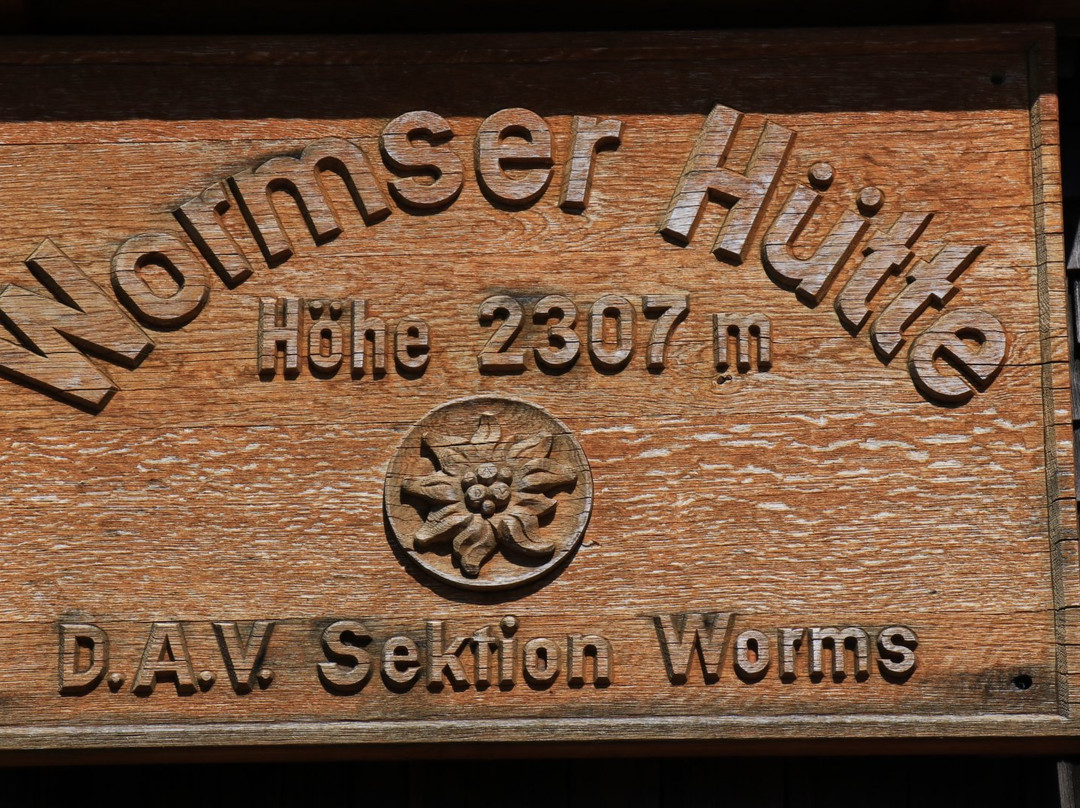 Wormser Hütte
Höhe 2307 m
D.A.V. Sektion Worms